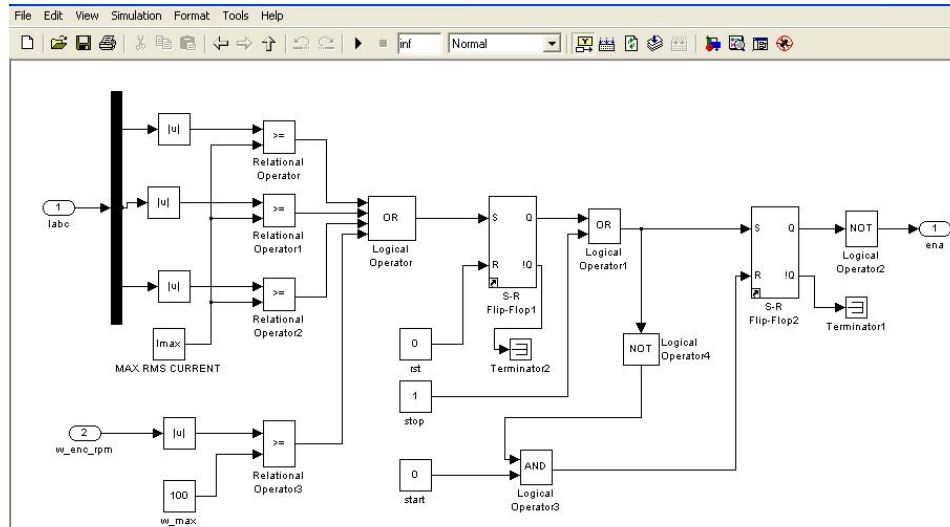 File Edit View Simulation Format Tools Help
inf
Normal
|u|
>=
Relational
Operator
1
Iabc
|u|
>=
Relational
Operator1
OR
Logical
Operator
S
Q
R
!Q
S-R
Flip-Flop1
OR
Logical
Operator1
S
Q
R
!Q
S-R
Flip-Flop2
NOT
Logical
Operator2
1
ena
|u|
>=
Relational
Operator2
Terminator1
Imax
MAX RMS CURRENT
0
rst
Terminator2
NOT
Logical
Operator4
1
stop
2
w_enc_rpm
|u|
>=
Relational
Operator3
100
w_max
0
start
AND
Logical
Operator3